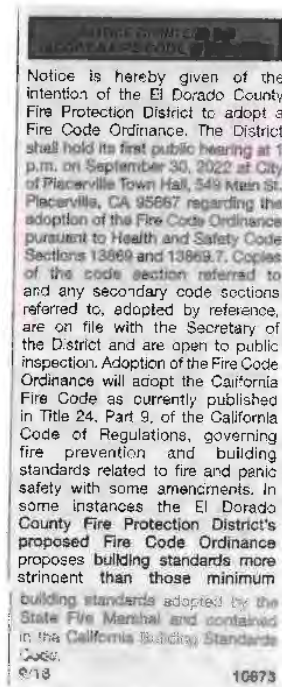 NOTICE OF INTENT
Notice is hereby given of the
intention of the El Dorado County
Fire Protection District to adopt a
Fire Code Ordinance. The District
shall hold its first public hearing at 1
p.m. on September 30, 2022 at City
of Placerville Town Hall, 549 Main St.
Placerville, CA 95667 regarding the
adoption of the Fire Code Ordinance
pursuant to Health and Safety Code
Sections 13869 and 13869.7. Copies
of the code section referred to
and any secondary code sections
referred to, adopted by reference,
are on file with the Secretary of
the District and are open to public
inspection. Adoption of the Fire Code
Ordinance will adopt the California
Fire Code as currently published
in Title 24, Part 9, of the California
Code of Regulations, governing
fire prevention and building
standards related to fire and panic
safety with some amendments. In
some instances the El Dorado
County Fire Protection District's
proposed Fire Code Ordinance
proposes building standards more
stringent than those minimum
building standards adopted by the
State Fire Marshal and contained
in the California Building Standards
Code.
9/18 10673